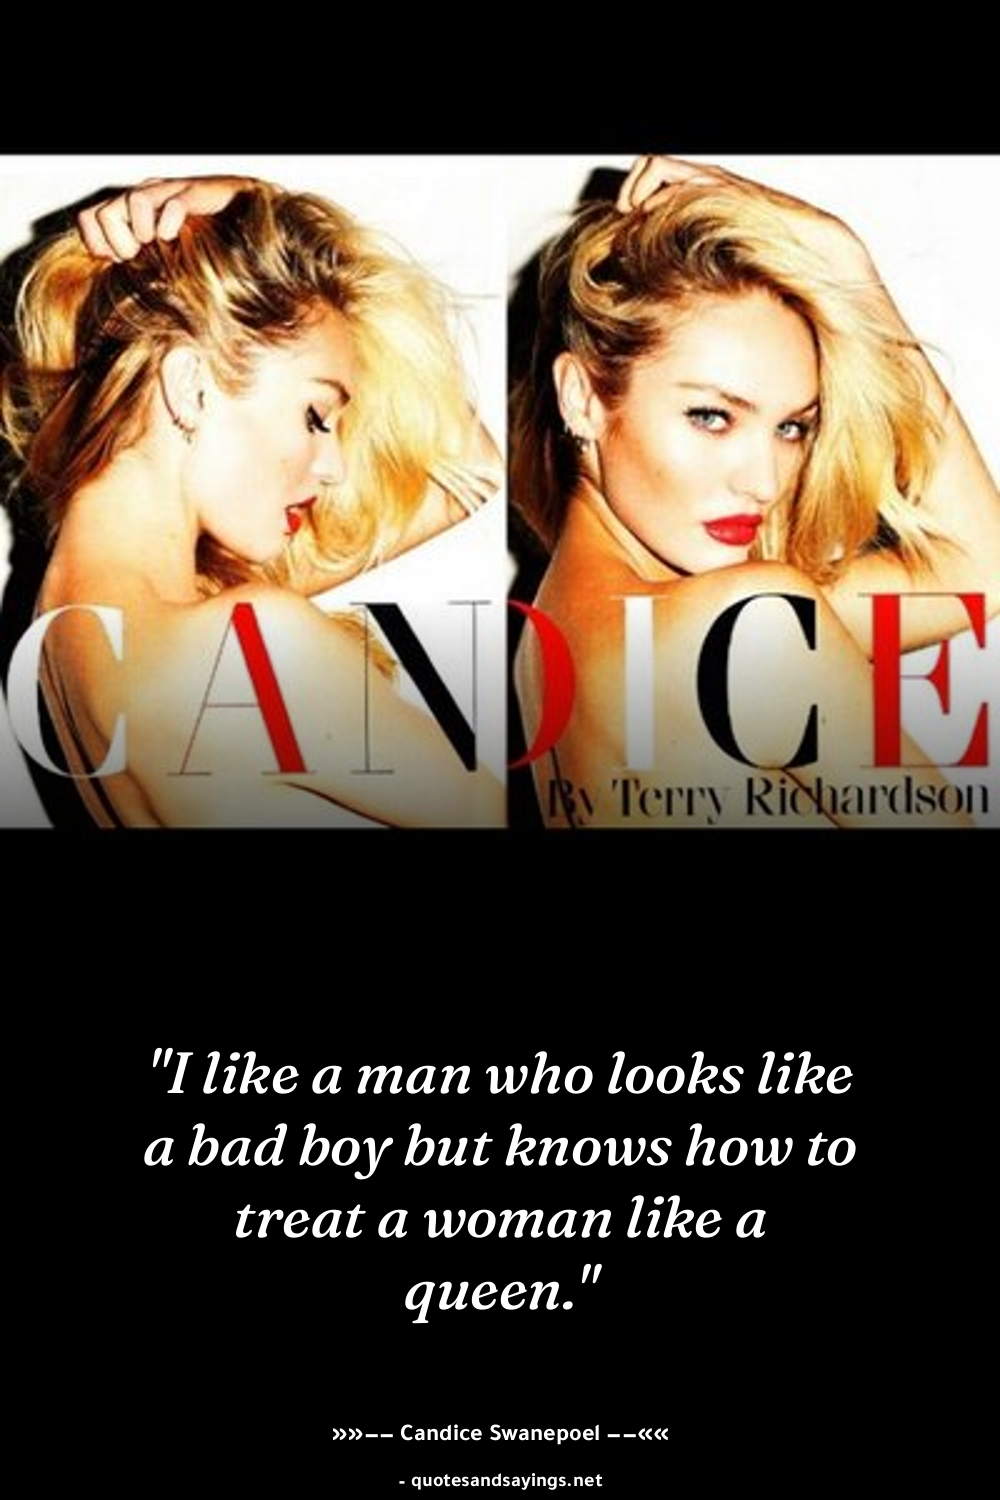 CANDICE
By Terry Richardson
"I like a man who looks like
a bad boy but knows how to
treat a woman like a
queen."
»»–– Candice Swanepoel ––««
- quotesandsayings.net